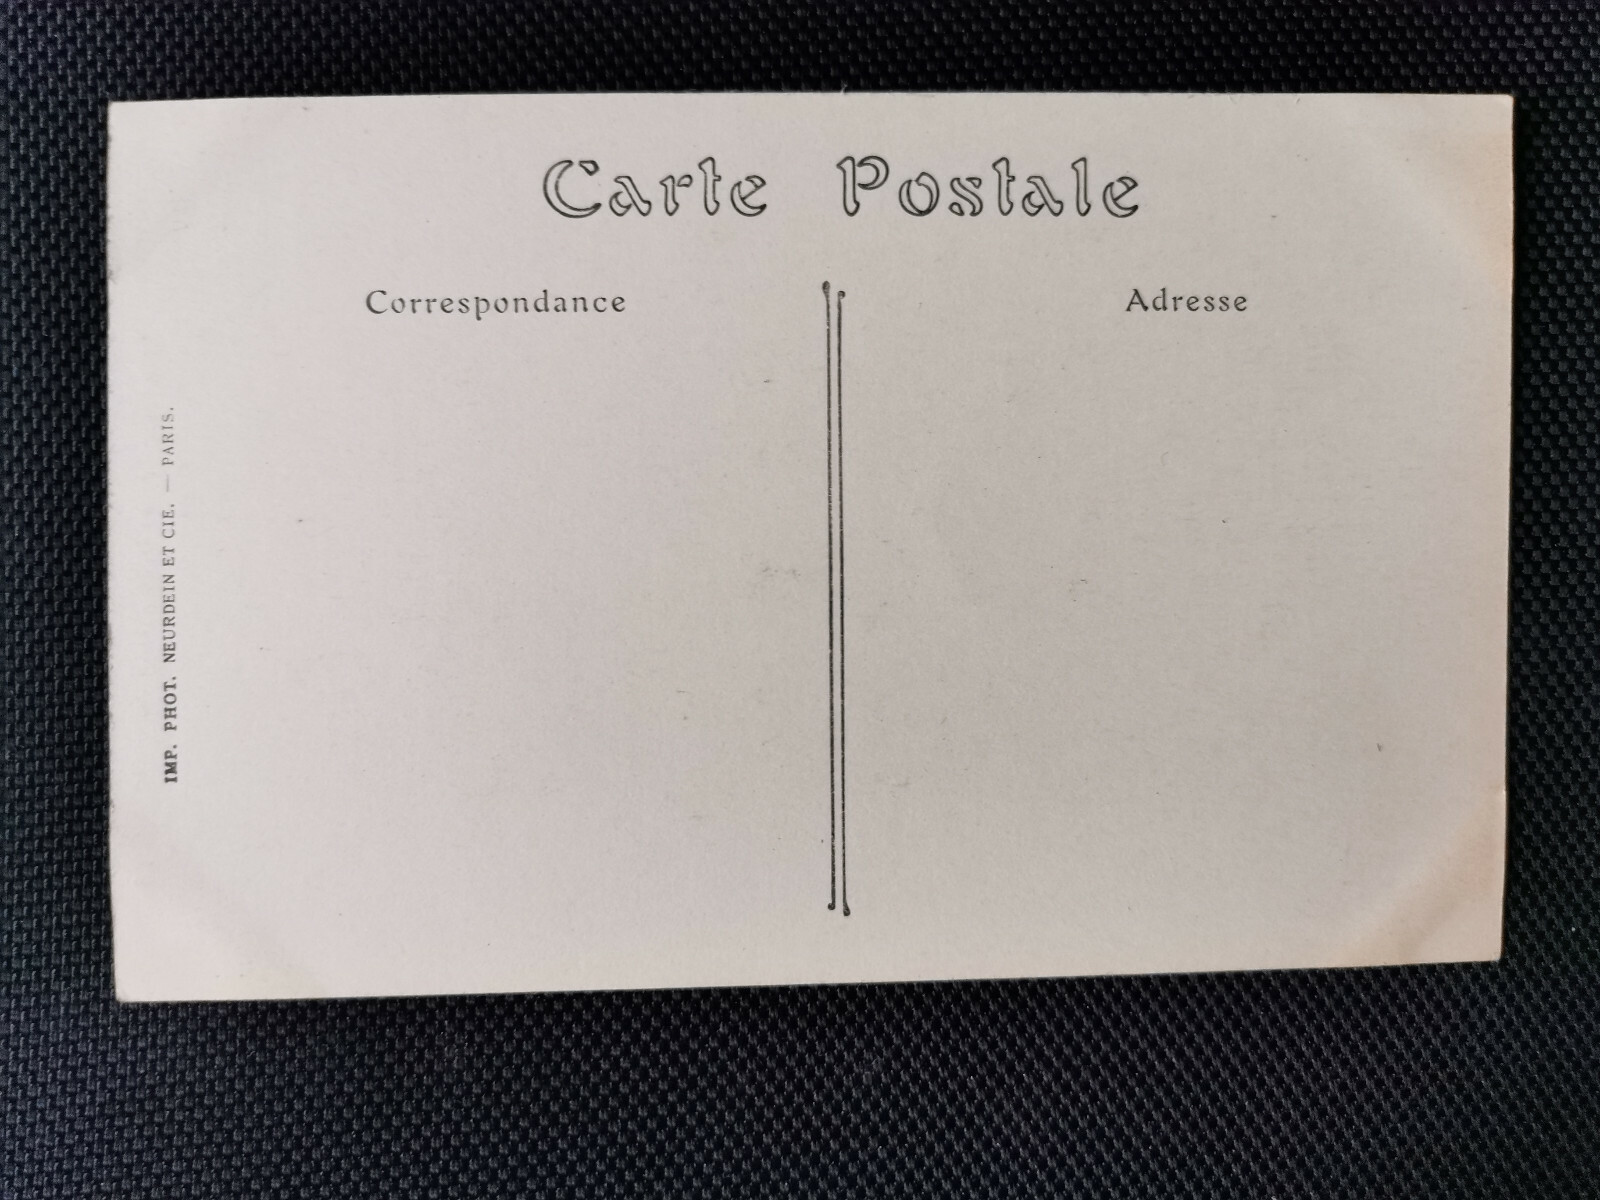 Carte Postale
Correspondance
Adresse
IMP. PHOT. NEURDEIN ET CIE. — PARIS.